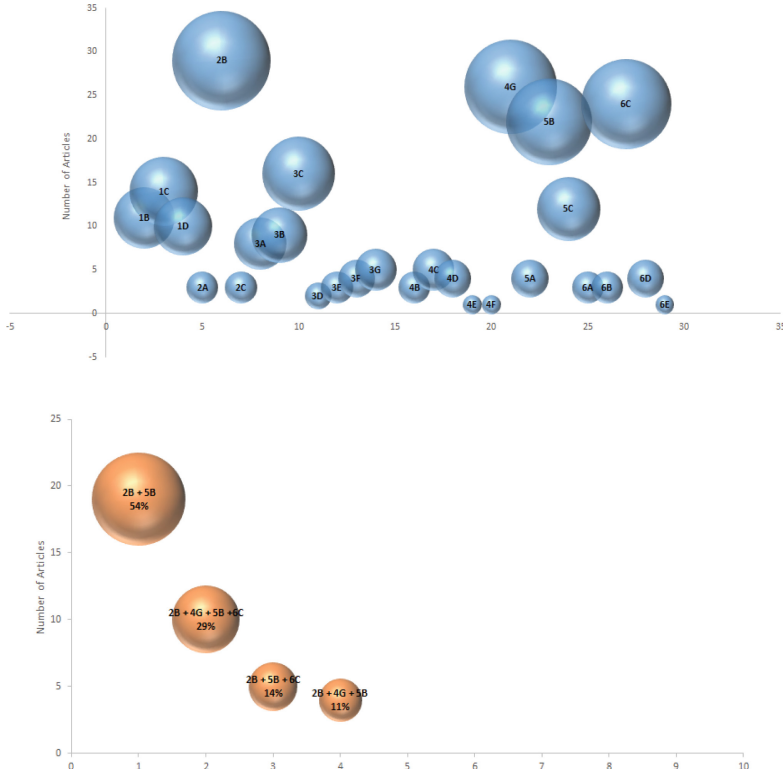 35
30
2B
4G
25
6C
5B
20
Number of Articles
15
3C
1C
5C
1B
1D
10
3B
3A
5
3G
4C
3F
4D
5A
6D
2A
2C
3E
4B
6A
6B
3D
4E
4F
6E
0
-5
0
5
10
15
20
25
30
35
-5
25
20
2B + 5B
54%
15
Number of Articles
10
2B + 4G + 5B +6C
29%
5
2B + 5B + 6C
14%
2B + 4G + 5B
11%
0
0
1
2
3
4
5
6
7
8
9
10